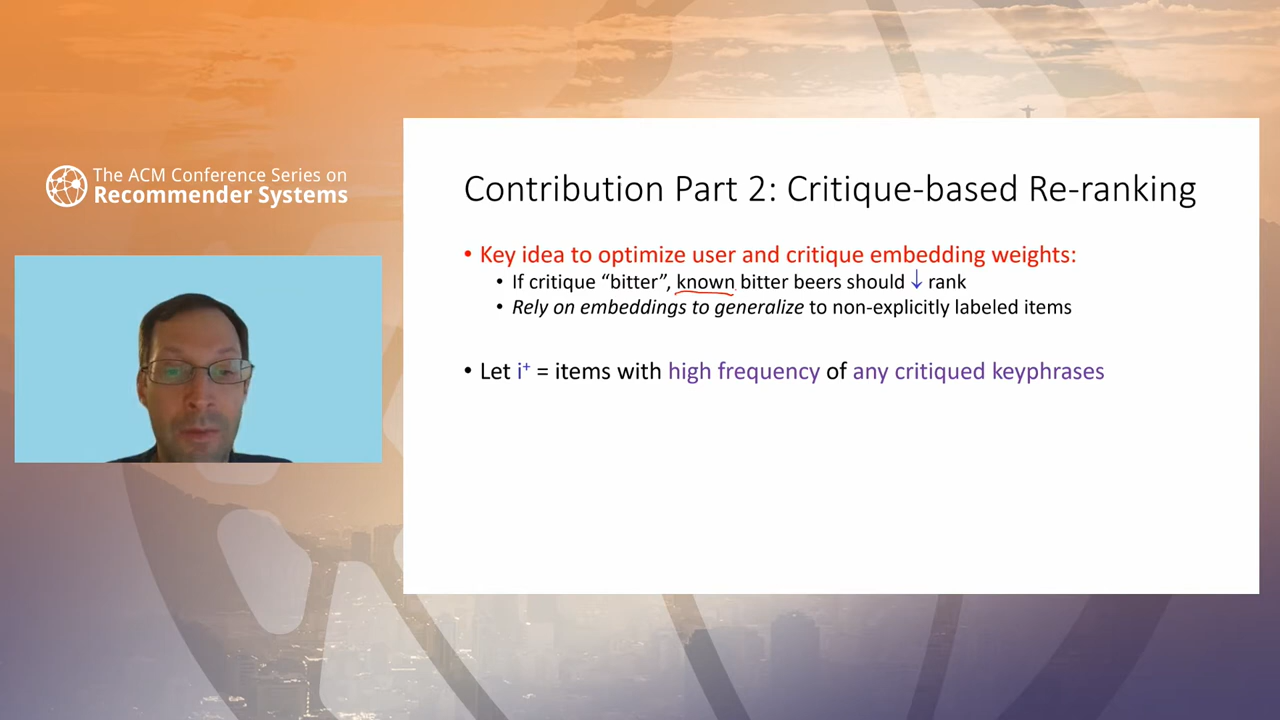 The ACM Conference Series on
Recommender Systems
Contribution Part 2: Critique-based Re-ranking
• Key idea to optimize user and critique embedding weights:
• If critique “bitter”, known bitter beers should ↓ rank
• Rely on embeddings to generalize to non-explicitly labeled items
• Let i⁺ = items with high frequency of any critiqued keyphrases